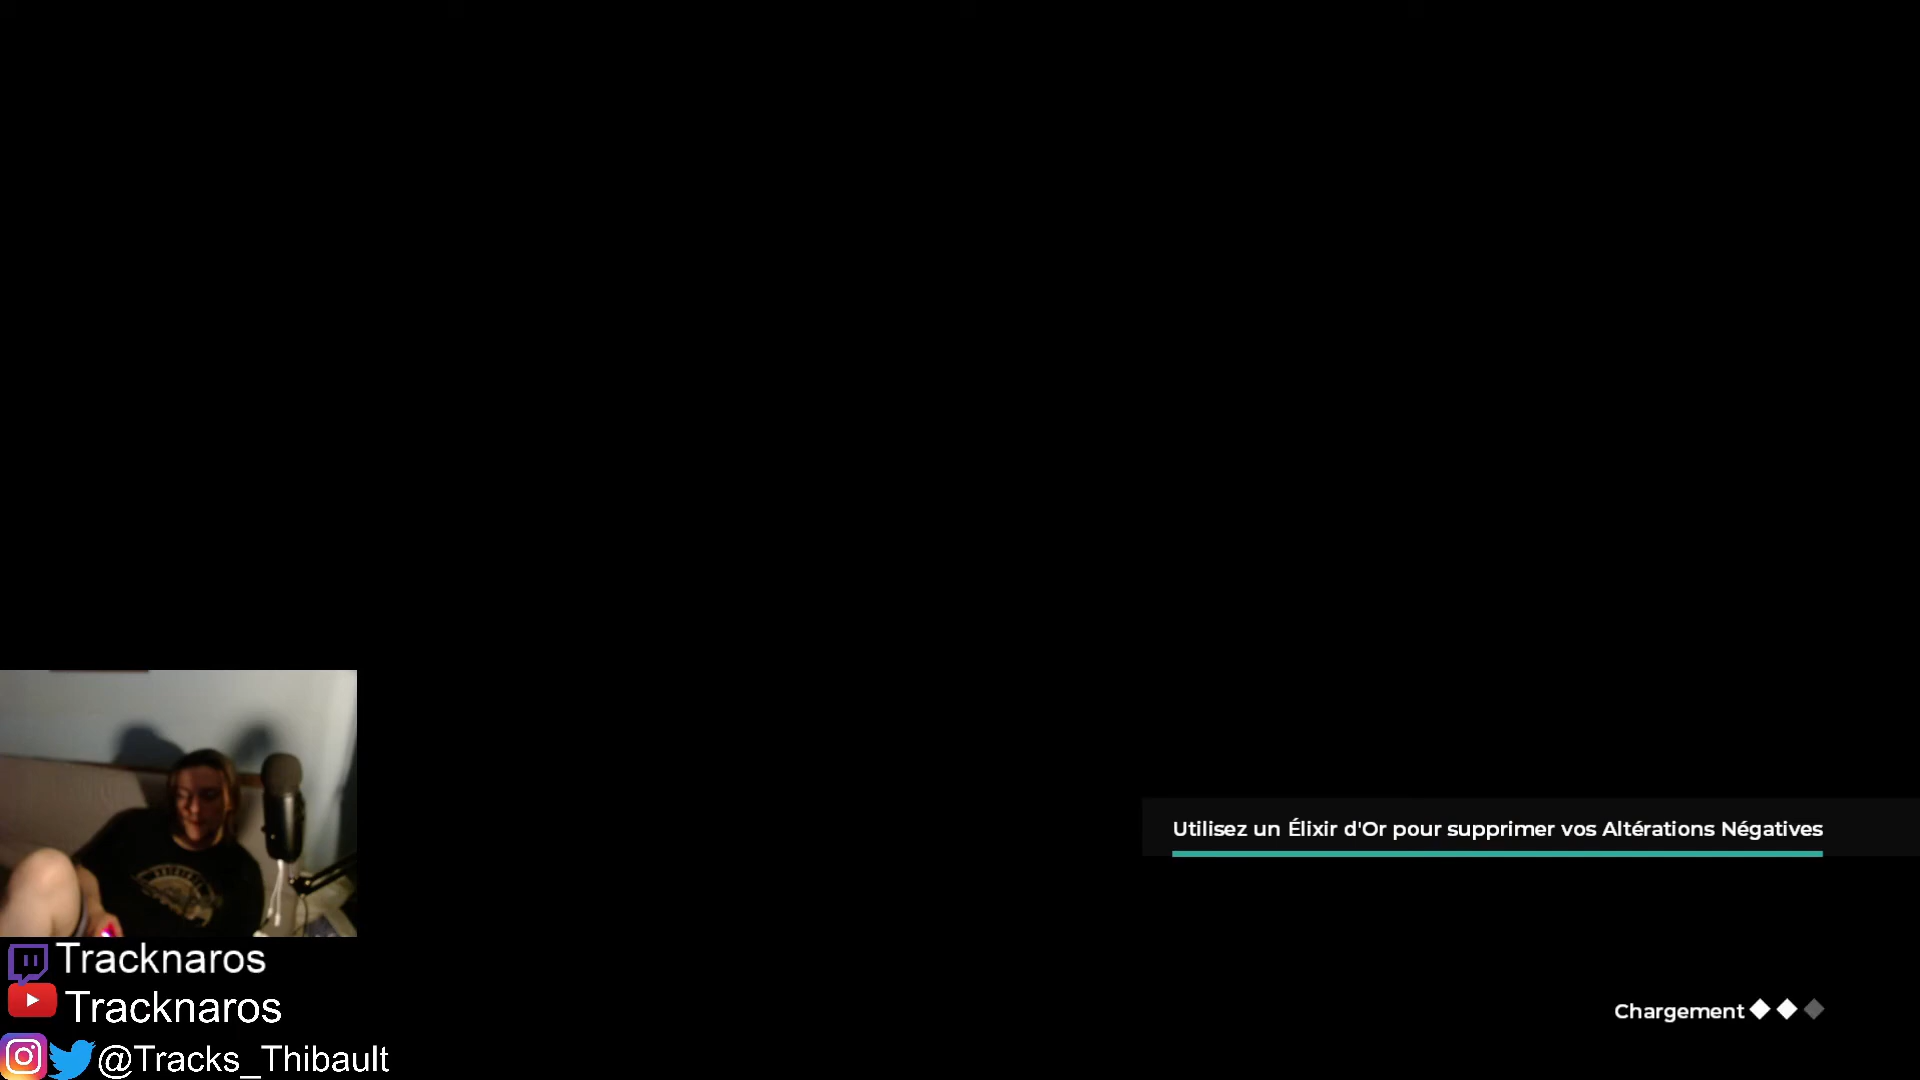 Utilisez un Élixir d'Or pour supprimer vos Altérations Négatives
Tracknaros
Tracknaros
@Tracks_Thibault
Chargement